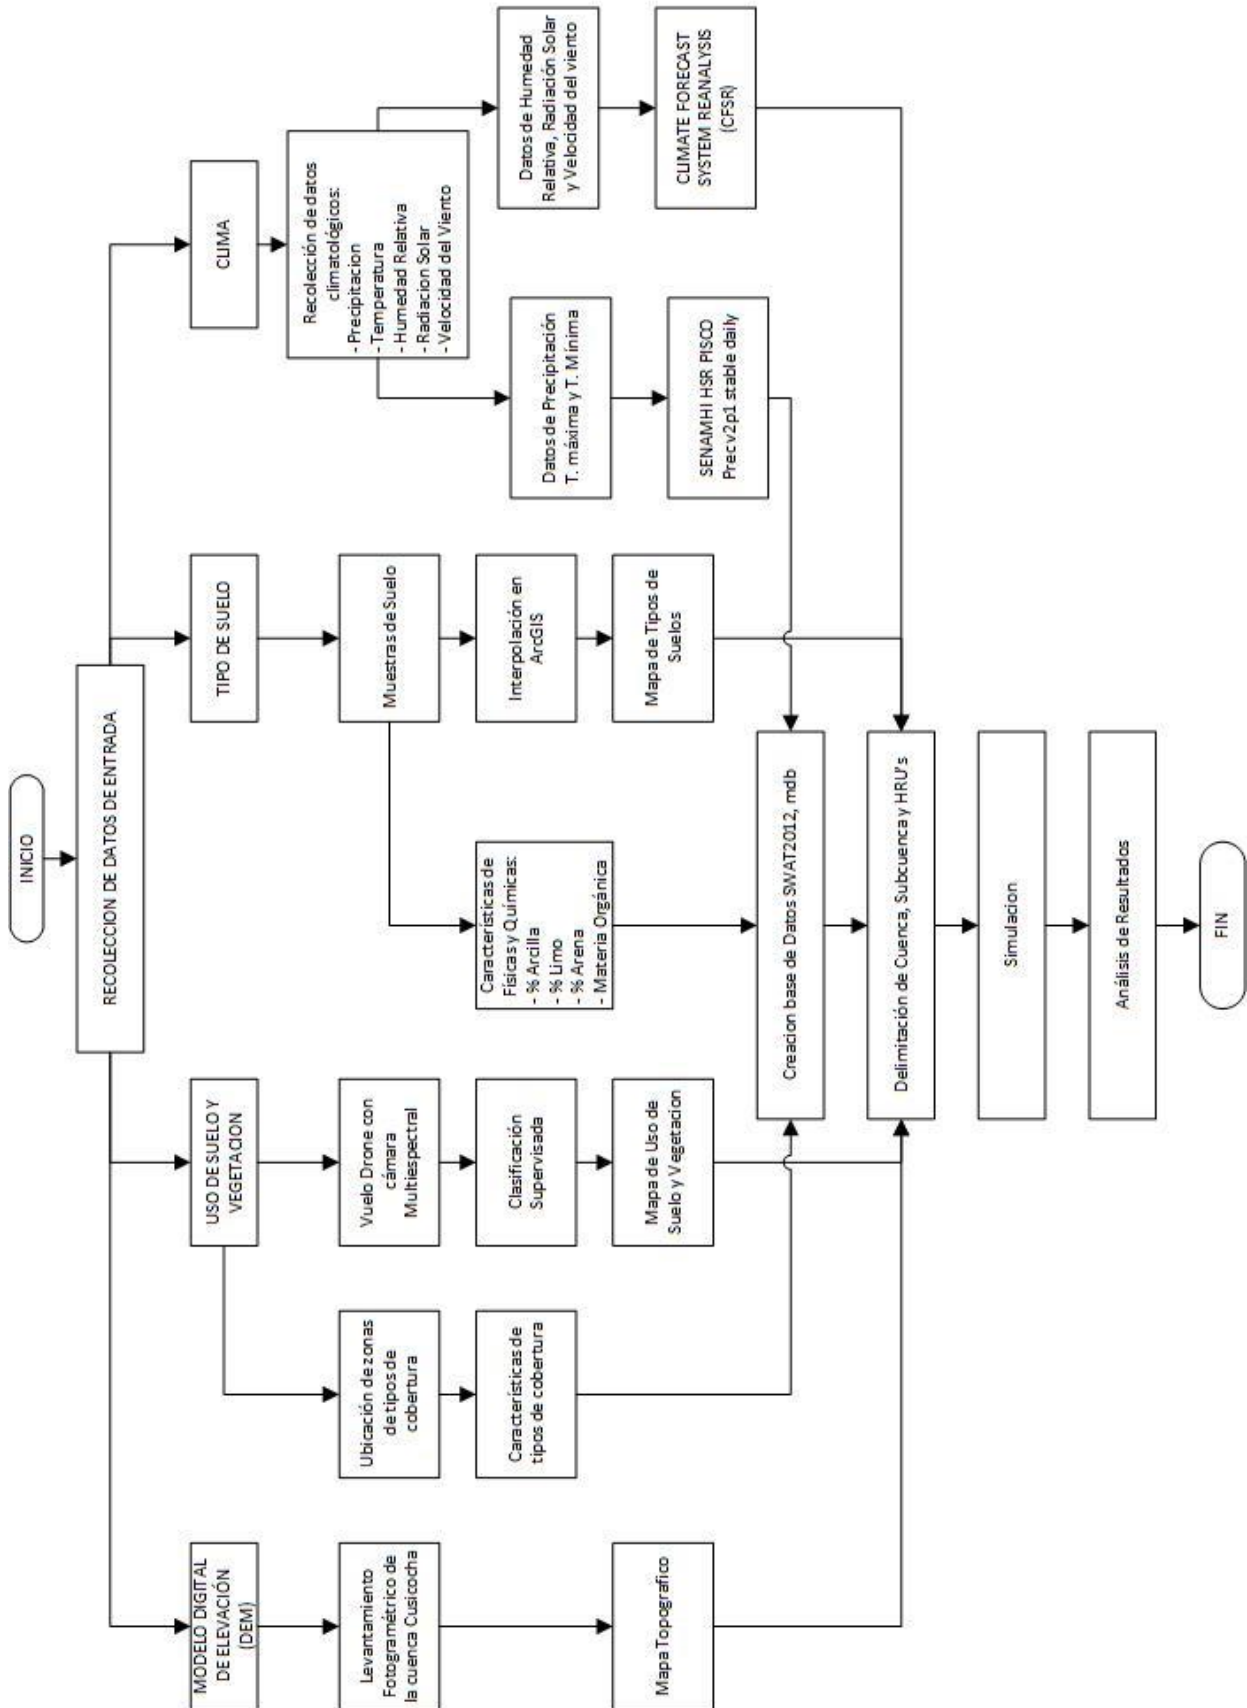 INICIO
RECOLECCION DE DATOS DE ENTRADA
MODELO DIGITAL
DE ELEVACIÓN
(DEM)
USO DE SUELO Y
VEGETACION
TIPO DE SUELO
CLIMA
Levantamiento
Fotogramétrico de
la cuenca Cusicocha
Ubicación de zonas
de tipos de
cobertura
Vuelo Drone con
cámara
Multiespectral
Muestras de Suelo
Recolección de datos
climatológicos:
- Precipitacion
- Temperatura
- Humedad Relativa
- Radiacion Solar
- Velocidad del Viento
Características de
tipos de cobertura
Clasificación
Supervisada
Características de
Físicas y Químicas:
- % Arcilla
- % Limo
- % Arena
- Materia Orgánica
Interpolación en
ArcGIS
Datos de Precipitación
T. máxima y T. Mínima
Datos de Humedad
Relativa, Radiación Solar
y Velocidad del viento
Mapa Topografico
Mapa de Uso de
Suelo y Vegetacion
Mapa de Tipos de
Suelos
SENAMHI HSR PISCO
Prec v2p1 stable daily
CLIMATE FORECAST
SYSTEM REANALYSIS
(CFSR)
Creacion base de Datos SWAT2012, mdb
Delimitación de Cuenca, Subcuenca y HRU's
Simulacion
Análisis de Resultados
FIN